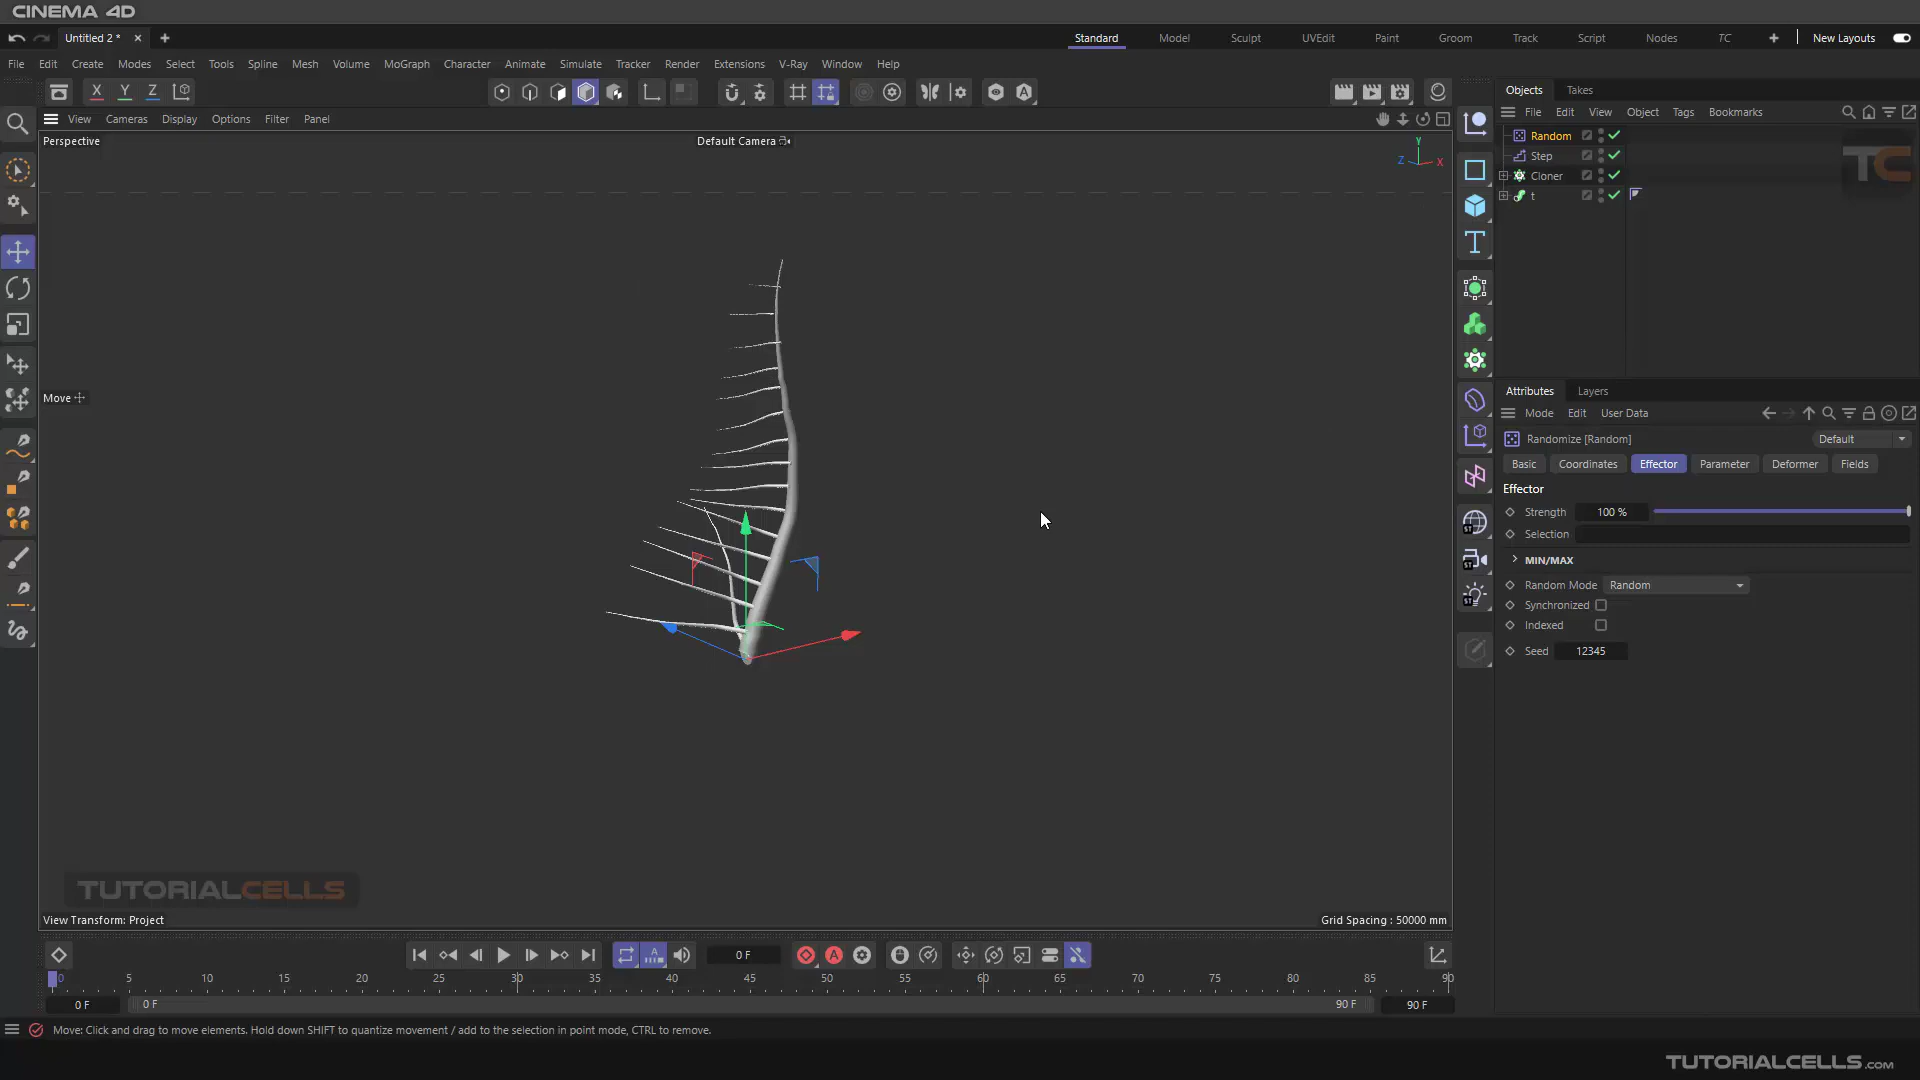 CINEMA 4D
Untitled 2 *
Standard
Model
Sculpt
UVEdit
Paint
Groom
Track
Script
Nodes
TC
New Layouts
File Edit Create Modes Select Tools Spline Mesh Volume MoGraph Character Animate Simulate Tracker Render Extensions V-Ray Window Help
X Y Z
View Cameras Display Options Filter Panel
Perspective
Default Camera
Y
Z
X
Move
TUTORIALCELLS
View Transform: Project
Grid Spacing : 50000 mm
Objects Takes
File Edit View Object Tags Bookmarks
Random
Step
Cloner
t
TC
Attributes Layers
Mode Edit User Data
Randomize [Random]
Default
Basic Coordinates Effector Parameter Deformer Fields
Effector
Strength 100 %
Selection
MIN/MAX
Random Mode Random
Synchronized
Indexed
Seed 12345
0 F
0 5 10 15 20 25 30 35 40 45 50 55 60 65 70 75 80 85 90
0 F 0 F 90 F 90 F
Move: Click and drag to move elements. Hold down SHIFT to quantize movement / add to the selection in point mode, CTRL to remove.
TUTORIALCELLS.com